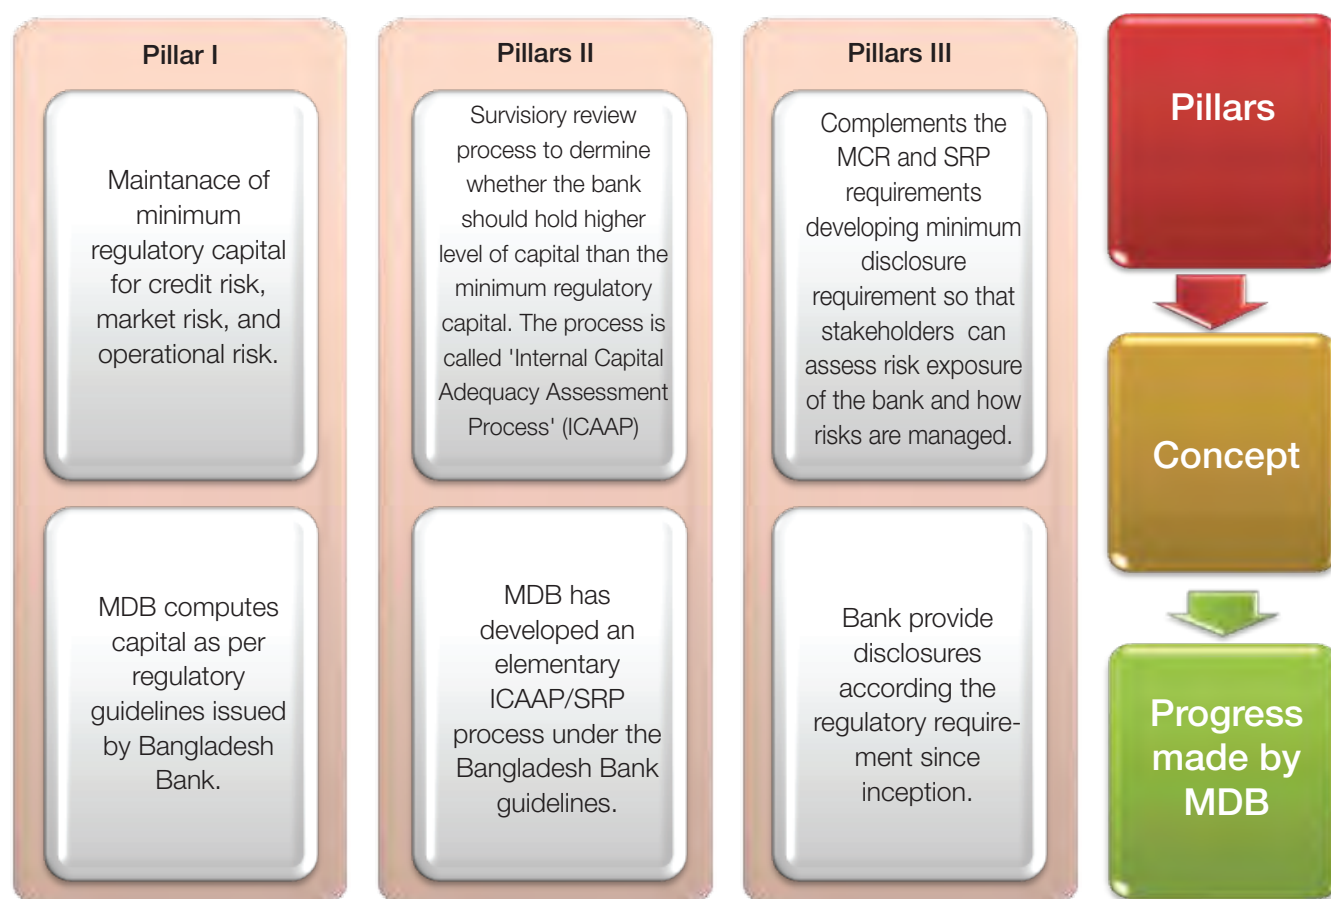 Pillar I
Maintanace of
minimum
regulatory capital
for credit risk,
market risk, and
operational risk.
MDB computes
capital as per
regulatory
guidelines issued
by Bangladesh
Bank.
Pillars II
Survisiory review
process to dermine
whether the bank
should hold higher
level of capital than the
minimum regulatory
capital. The process is
called 'Internal Capital
Adequacy Assessment
Process' (ICAAP)
MDB has
developed an
elementary
ICAAP/SRP
process under the
Bangladesh Bank
guidelines.
Pillars III
Complements the
MCR and SRP
requirements
developing minimum
disclosure
requirement so that
stakeholders can
assess risk exposure
of the bank and how
risks are managed.
Bank provide
disclosures
according the
regulatory require-
ment since
inception.
Pillars
Concept
Progress
made by
MDB